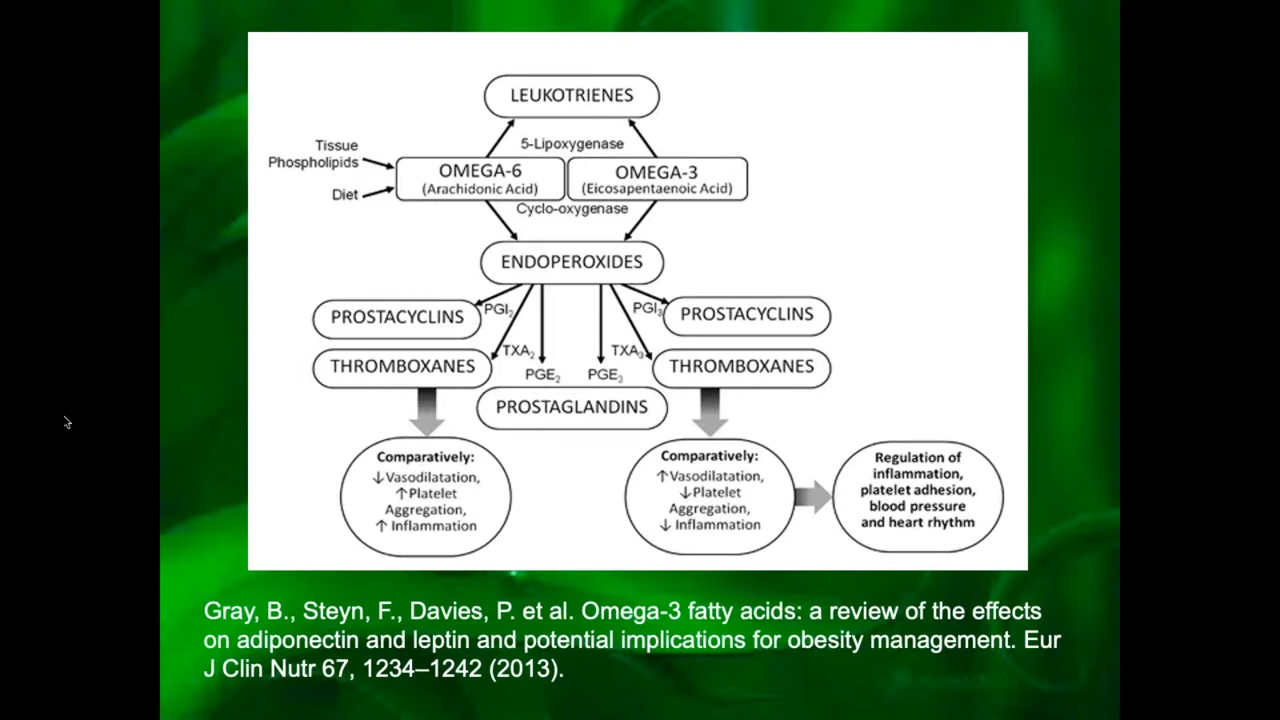 LEUKOTRIENES
5-Lipoxygenase
Tissue
Phospholipids
Diet
OMEGA-6
(Arachidonic Acid)
OMEGA-3
(Eicosapentaenoic Acid)
Cyclo-oxygenase
ENDOPEROXIDES
PROSTACYCLINS
PGI₂
PGI₃
PROSTACYCLINS
THROMBOXANES
TXA₂
TXA₃
THROMBOXANES
PGE₂
PGE₃
PROSTAGLANDINS
Comparatively:
↓Vasodilatation,
↑Platelet
Aggregation,
↑ Inflammation
Comparatively:
↑Vasodilatation,
↓Platelet
Aggregation,
↓ Inflammation
Regulation of
inflammation,
platelet adhesion,
blood pressure
and heart rhythm
Gray, B., Steyn, F., Davies, P. et al. Omega-3 fatty acids: a review of the effects
on adiponectin and leptin and potential implications for obesity management. Eur
J Clin Nutr 67, 1234–1242 (2013).